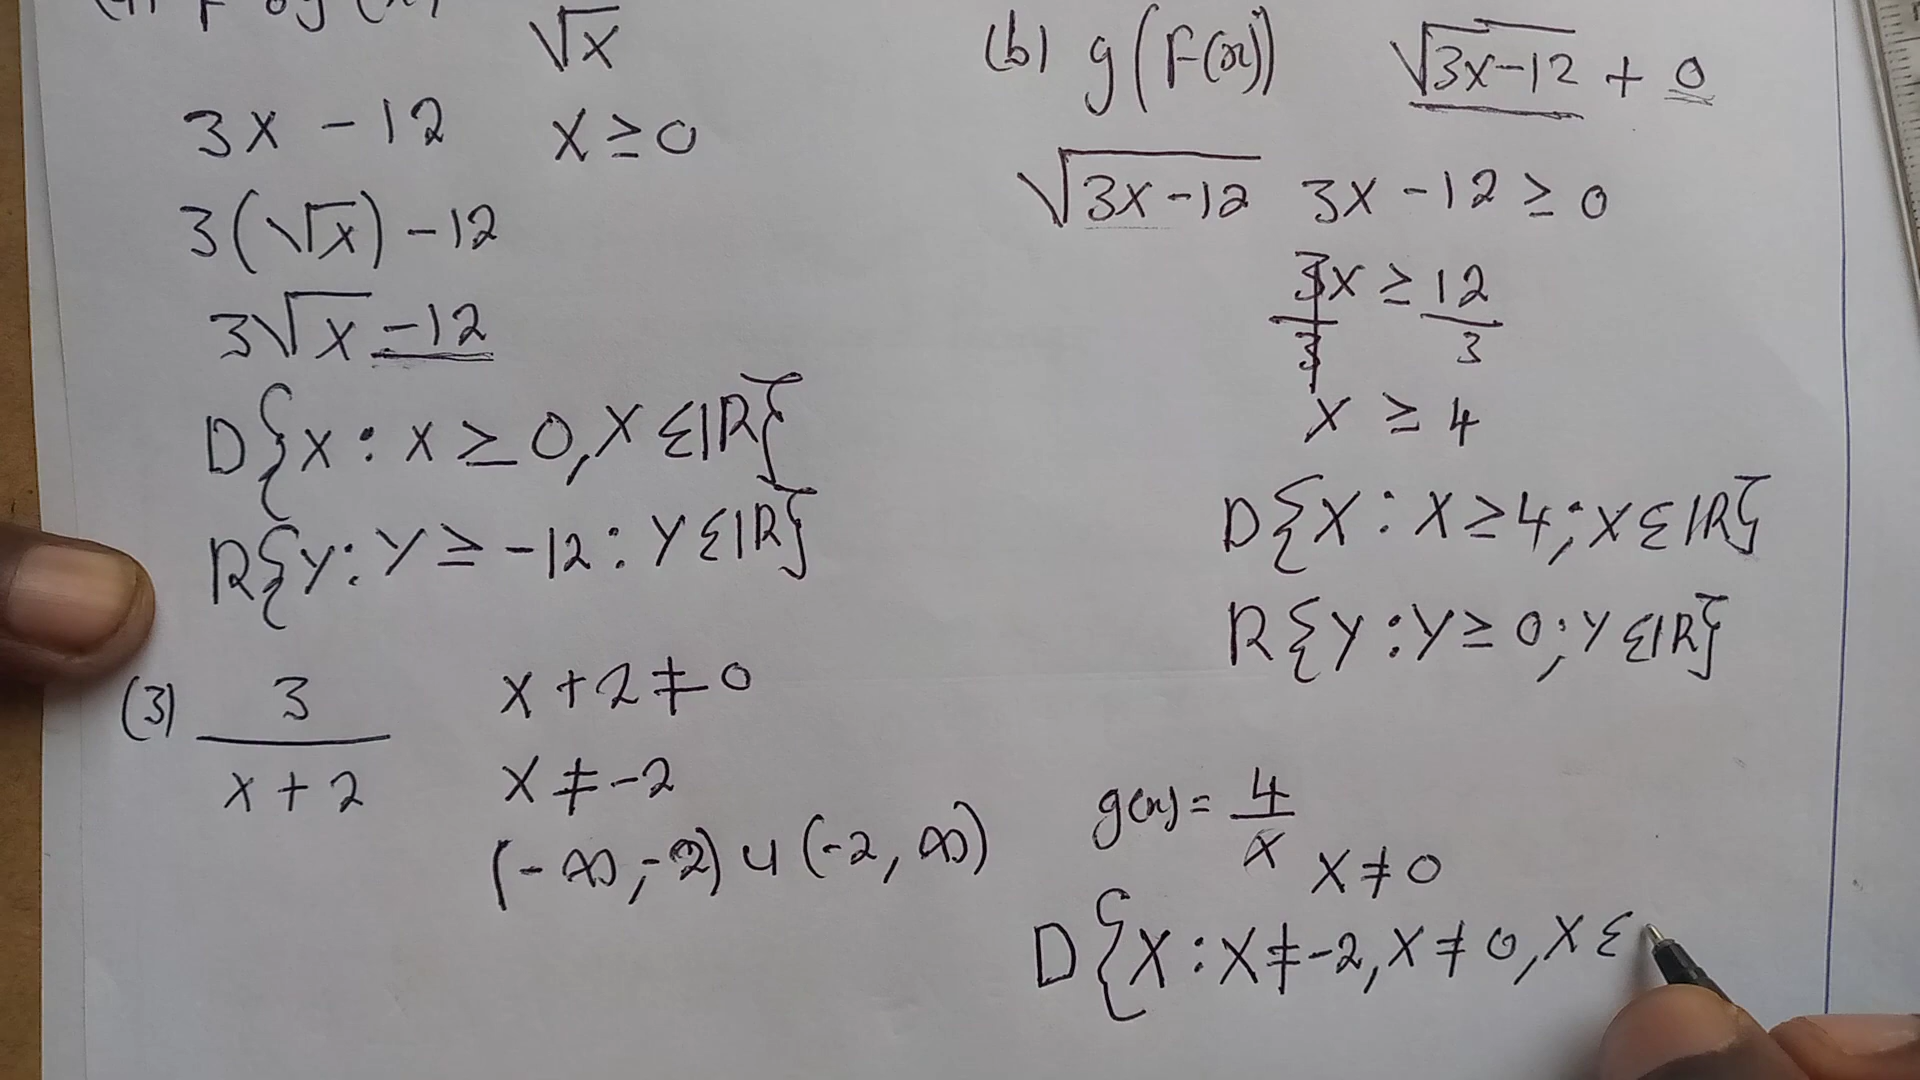 F o g (x)
√x
3x - 12 x ≥ 0
3(√x) - 12
3√x - 12
D{x : x ≥ 0, x ∈ ℝ}
R{y : y ≥ -12 : y ∈ ℝ}
(b) g(F(x)) √3x-12 + 0
√3x-12 3x - 12 ≥ 0
3x ≥ 12
3 3
x ≥ 4
D{x : x ≥ 4; x ∈ ℝ}
R{y : y ≥ 0; y ∈ ℝ}
(3) 3
x + 2
x + 2 ≠ 0
x ≠ -2
(-∞, -2) ∪ (-2, ∞)
g(x) = 4
x
x ≠ 0
D{x : x ≠ -2, x ≠ 0, x ∈